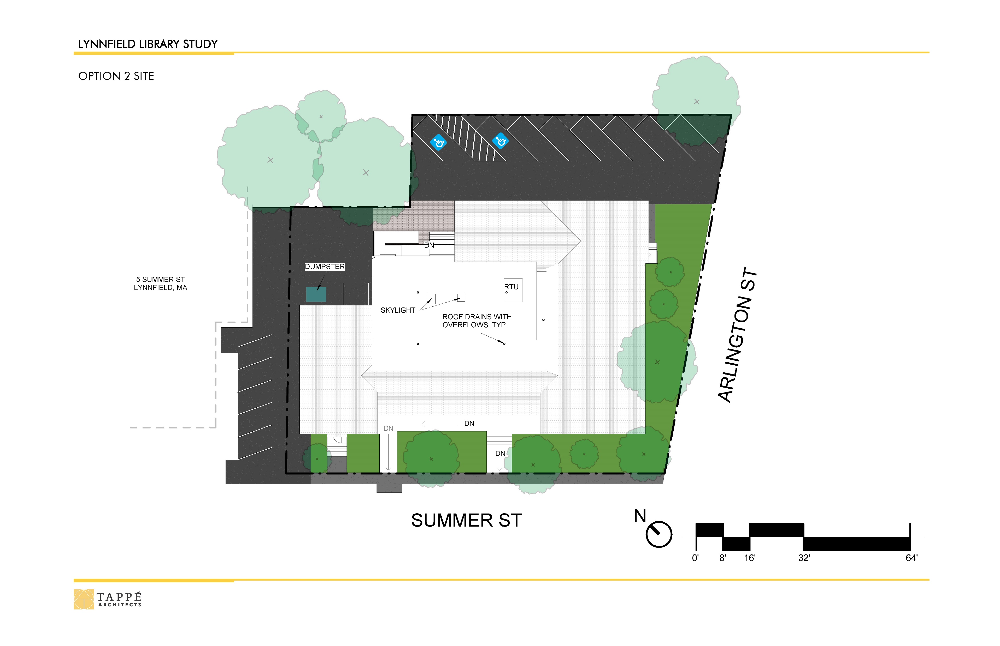 LYNNFIELD LIBRARY STUDY
OPTION 2 SITE
DN
DUMPSTER
5 SUMMER ST
LYNNFIELD, MA
RTU
SKYLIGHT
ROOF DRAINS WITH
OVERFLOWS, TYP.
ARLINGTON ST
DN
DN
DN
SUMMER ST
N
0' 8' 16' 32' 64'
TAPPÉ
ARCHITECTS